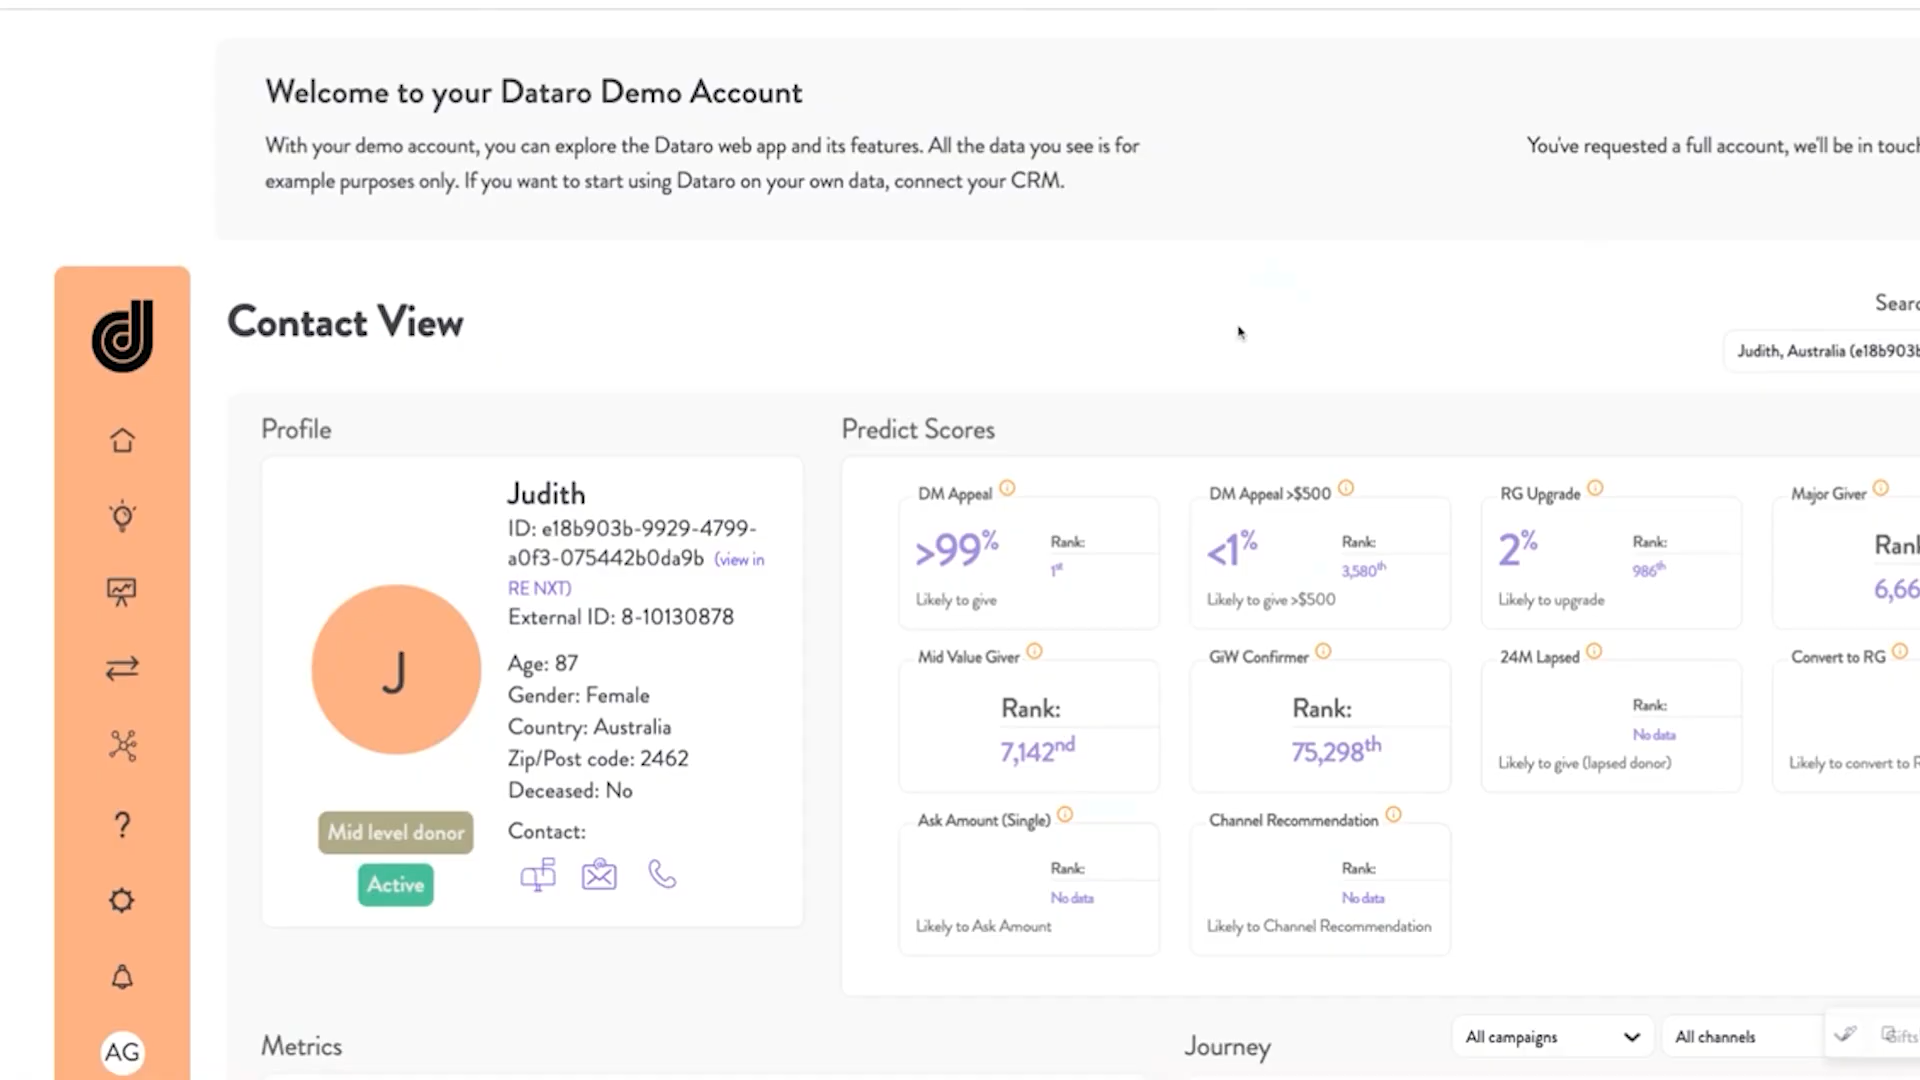 Welcome to your Dataro Demo Account
With your demo account, you can explore the Dataro web app and its features. All the data you see is for
example purposes only. If you want to start using Dataro on your own data, connect your CRM.
You've requested a full account, we'll be in touch
Contact View
Judith, Australia (e18b903b
Profile
Judith
ID: e18b903b-9929-4799-
a0f3-075442b0da9b (view in
RE NXT)
External ID: 8-10130878
J
Age: 87
Gender: Female
Country: Australia
Zip/Post code: 2462
Deceased: No
Mid level donor
Active
Contact:
Predict Scores
DM Appeal
>99%
Rank:
1st
Likely to give
DM Appeal >$500
<1%
Rank:
3,580th
Likely to give >$500
RG Upgrade
2%
Rank:
986th
Likely to upgrade
Major Giver
6,66
Mid Value Giver
Rank:
7,142nd
GiW Confirmer
Rank:
75,298th
24M Lapsed
Rank:
No data
Likely to give (lapsed donor)
Convert to RG
Likely to convert to
Ask Amount (Single)
Rank:
No data
Likely to Ask Amount
Channel Recommendation
Rank:
No data
Likely to Channel Recommendation
Metrics
Journey
All campaigns
All channels
Gifts
AG